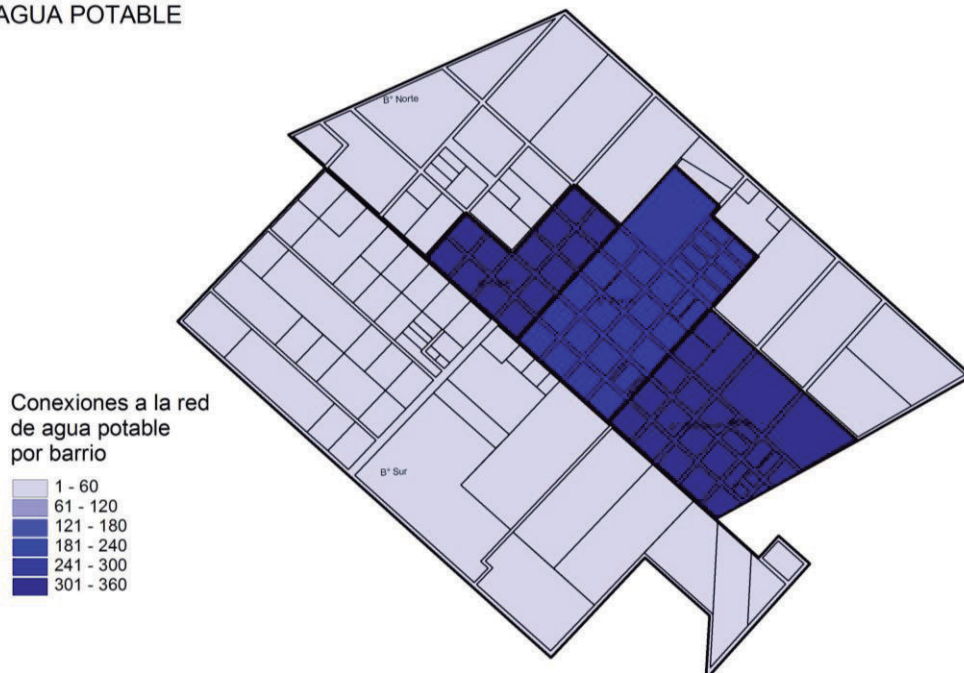 AGUA POTABLE
B° Norte
B° Sur
Conexiones a la red
de agua potable
por barrio
1 - 60
61 - 120
121 - 180
181 - 240
241 - 300
301 - 360